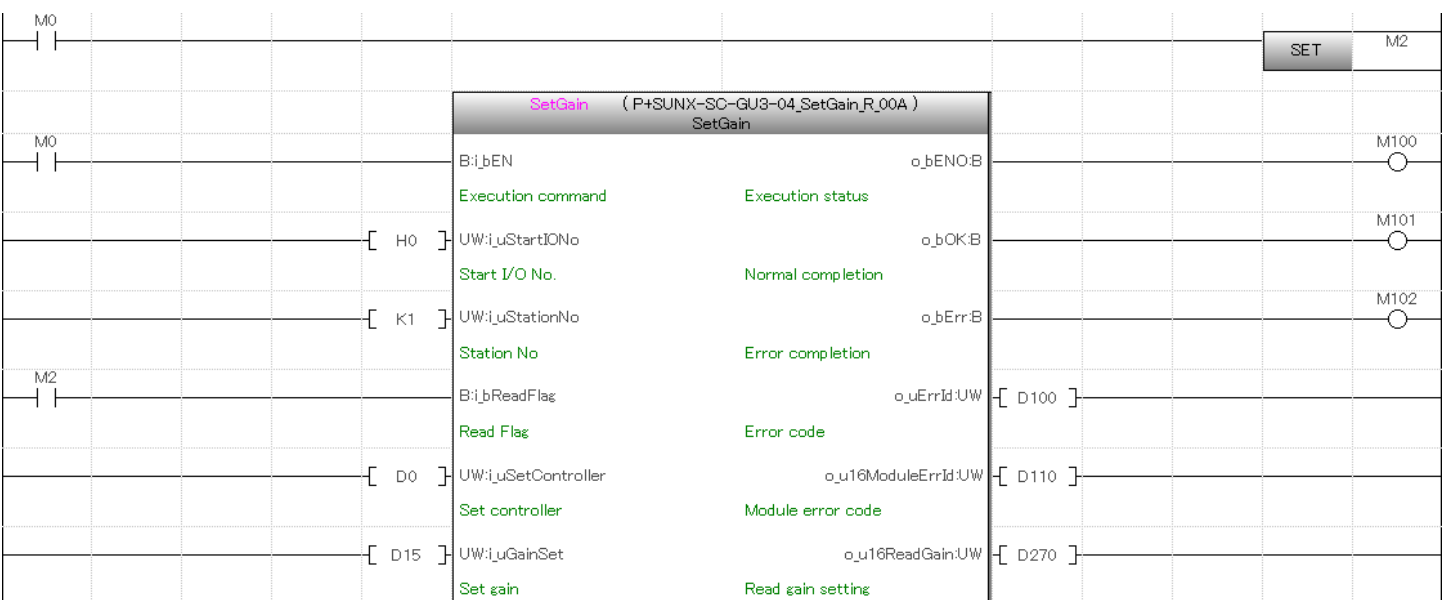 M0
SET M2
SetGain (P+SUNX-SC-GU3-04_SetGain_R_00A)
SetGain
M0 M100
B:i_bEN o_bENO:B
Execution command Execution status
M101
H0 UW:i_uStartIONo o_bOK:B
Start I/O No. Normal completion
M102
K1 UW:i_uStationNo o_bErr:B
Station No Error completion
M2
B:i_bReadFlag o_uErrId:UW D100
Read Flag Error code
D0 UW:i_uSetController o_u16ModuleErrId:UW D110
Set controller Module error code
D15 UW:i_uGainSet o_u16ReadGain:UW D270
Set gain Read gain setting